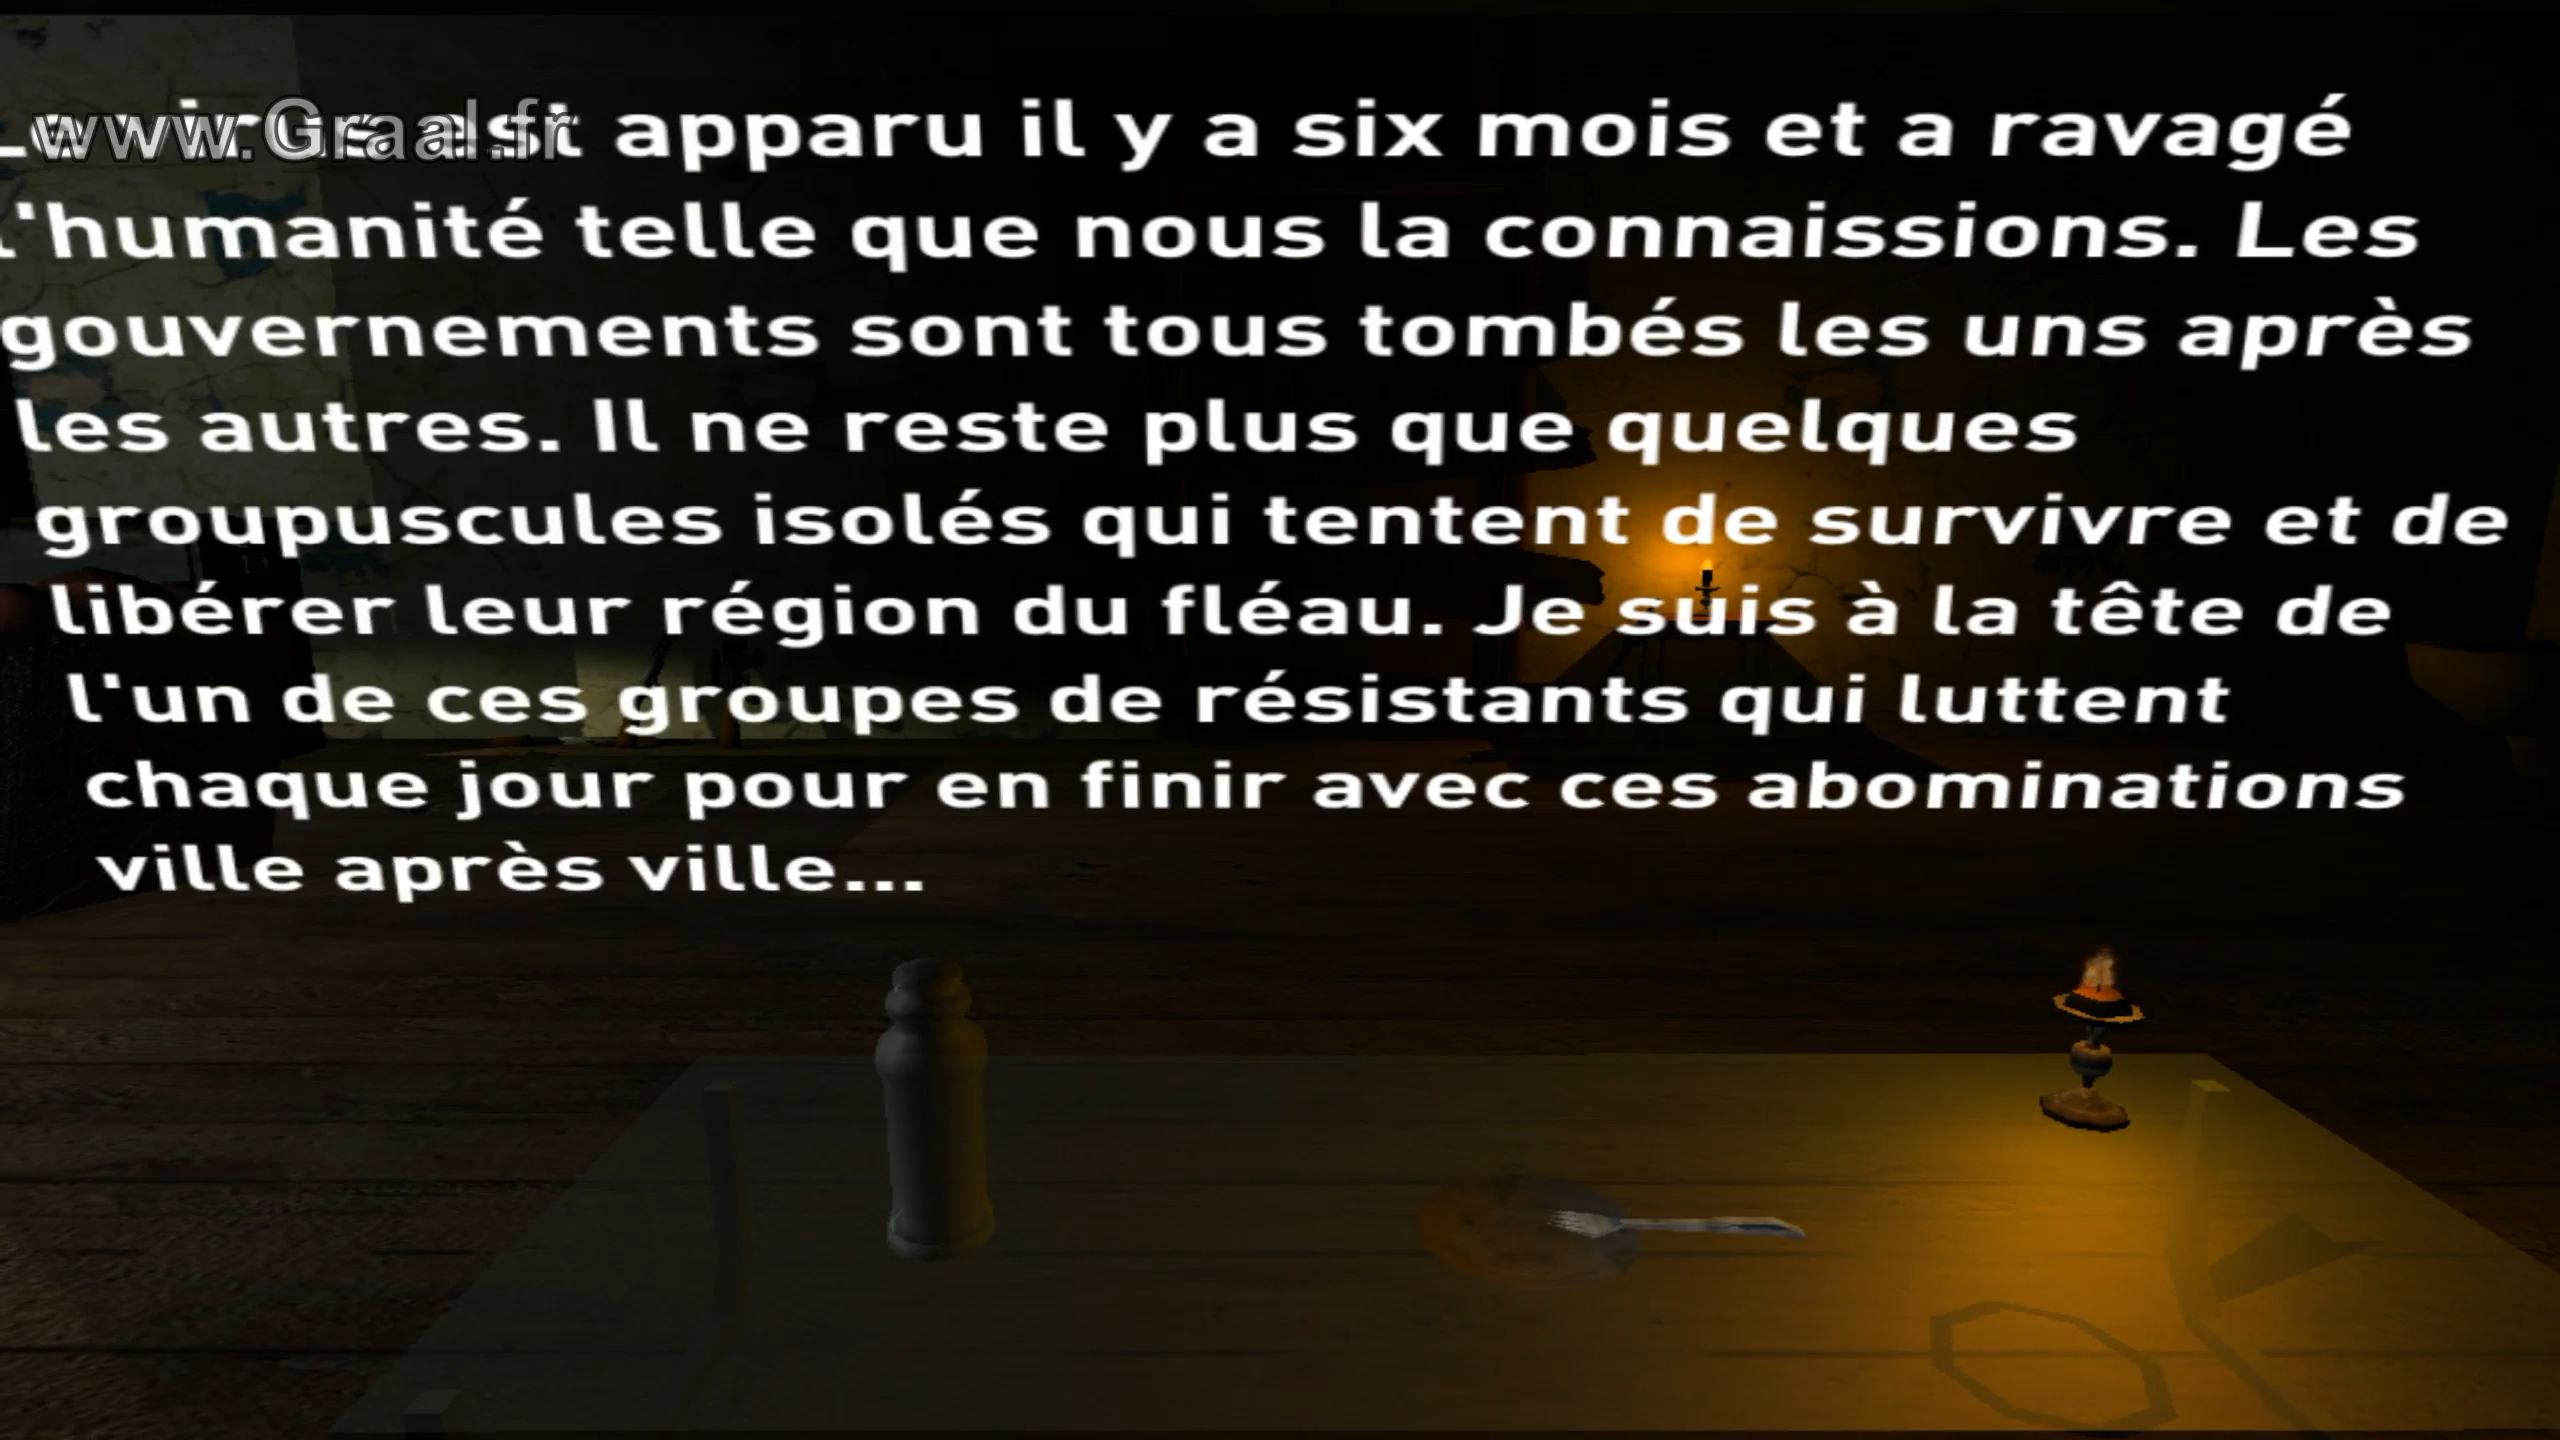 www.Graal.fr
est apparu il y a six mois et a ravagé
l'humanité telle que nous la connaissions. Les
gouvernements sont tous tombés les uns après
les autres. Il ne reste plus que quelques
groupuscules isolés qui tentent de survivre et de
libérer leur région du fléau. Je suis à la tête de
l'un de ces groupes de résistants qui luttent
chaque jour pour en finir avec ces abominations
ville après ville...